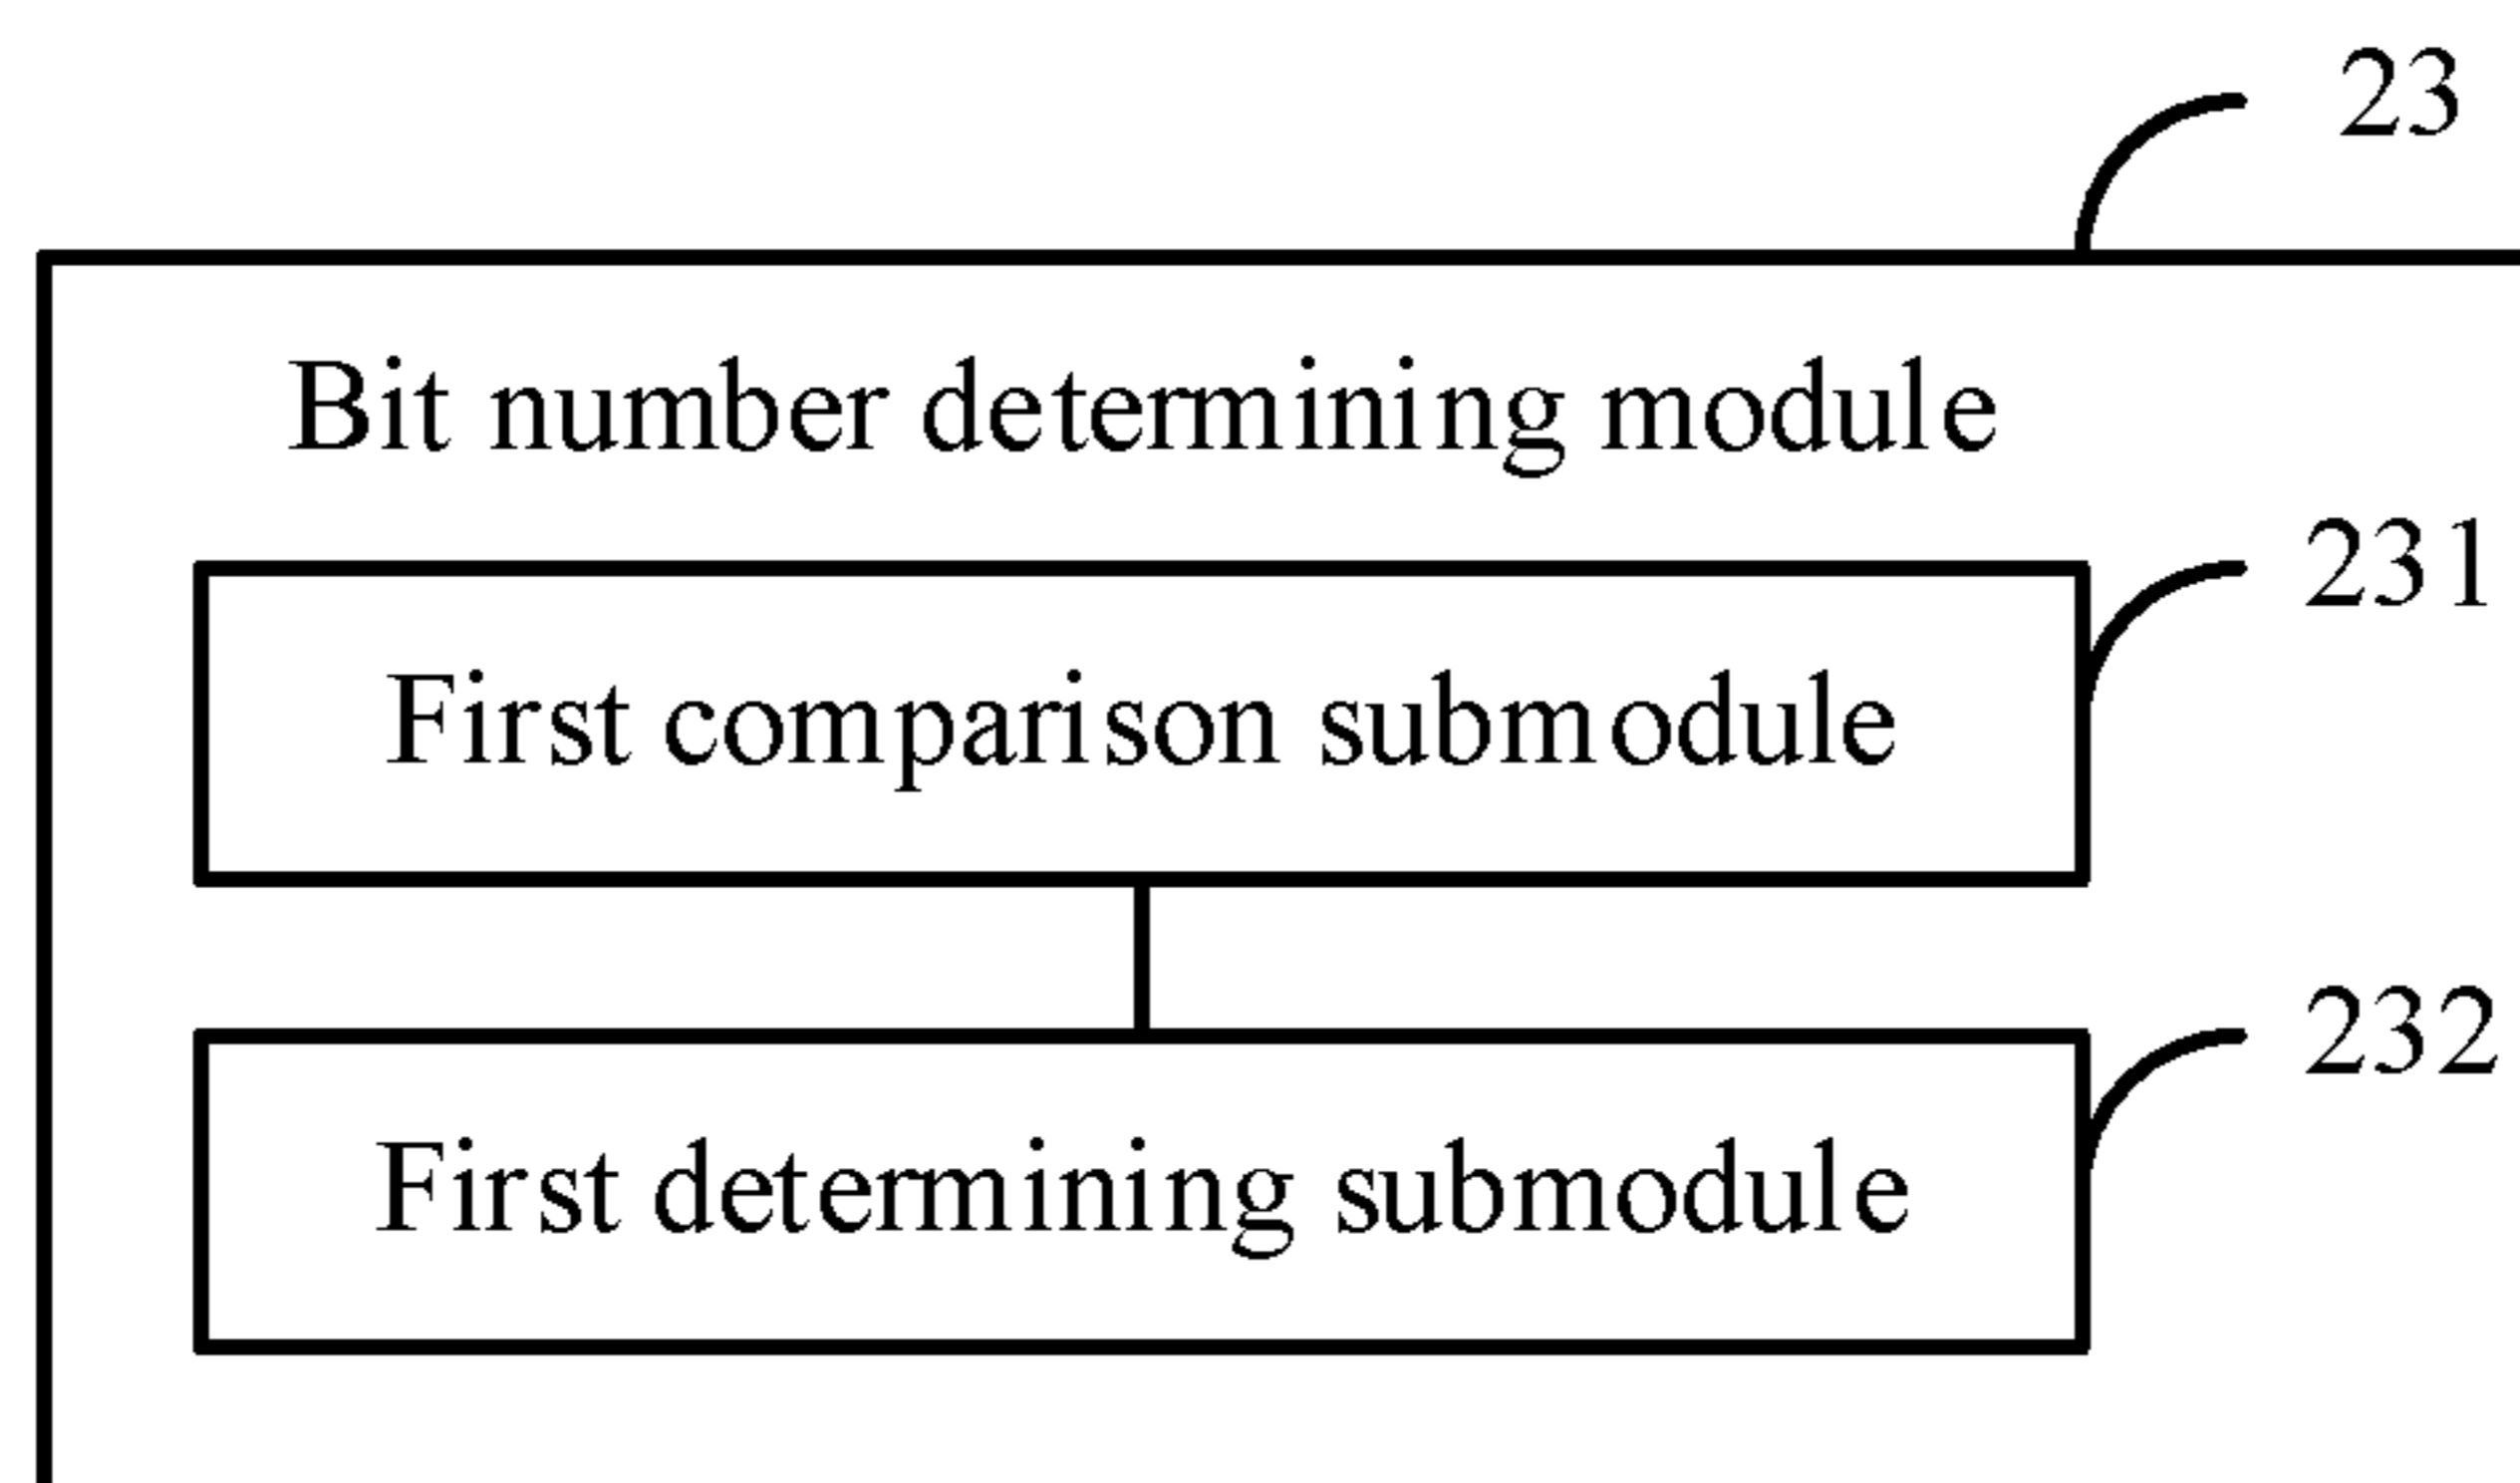 23
Bit number determining module
231
First comparison submodule
232
First determining submodule